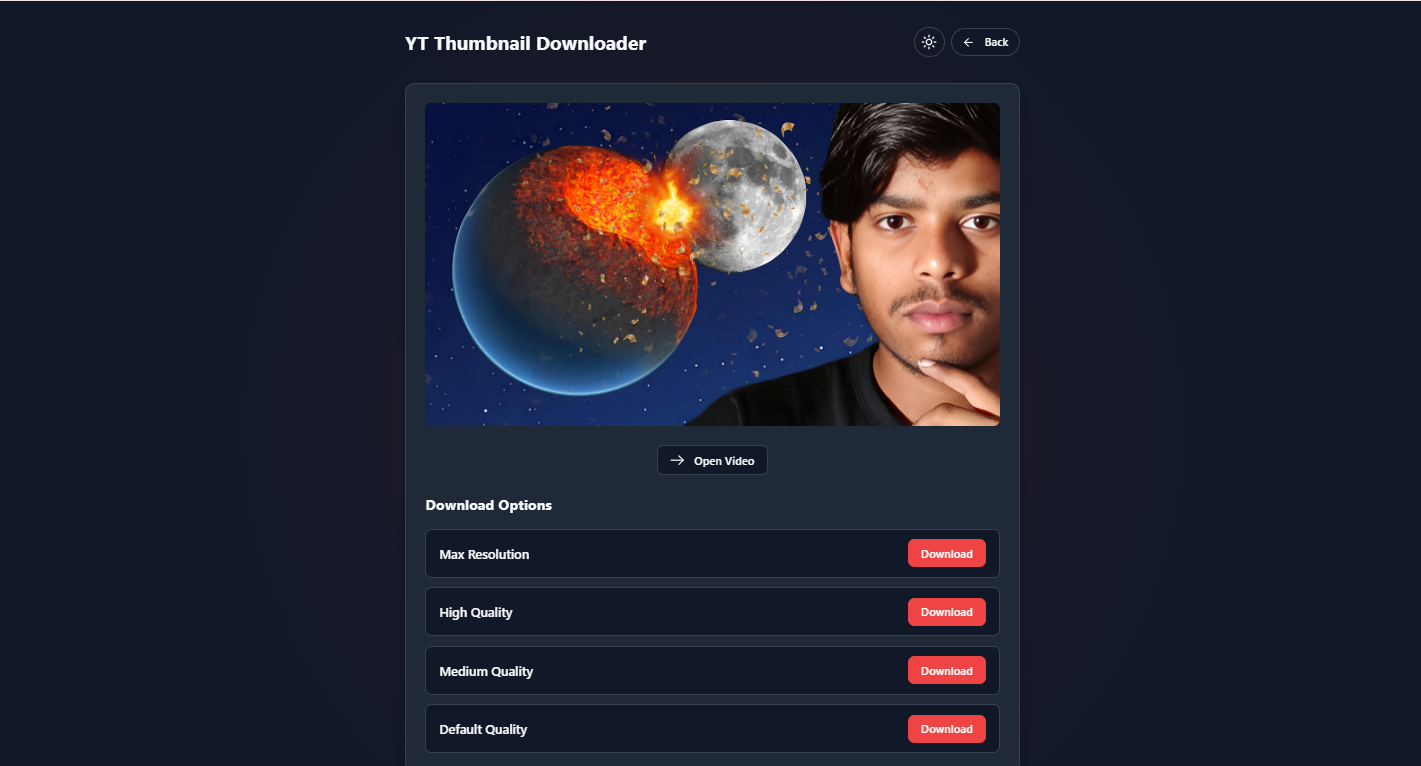 YT Thumbnail Downloader
Back
Open Video
Download Options
Max Resolution
Download
High Quality
Download
Medium Quality
Download
Default Quality
Download